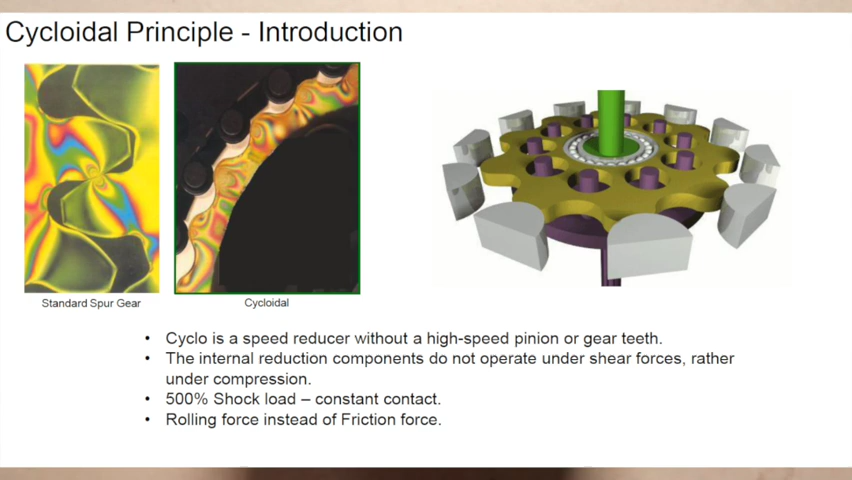 Cycloidal Principle - Introduction
Standard Spur Gear
Cycloidal
• Cyclo is a speed reducer without a high-speed pinion or gear teeth.
• The internal reduction components do not operate under shear forces, rather
under compression.
• 500% Shock load – constant contact.
• Rolling force instead of Friction force.